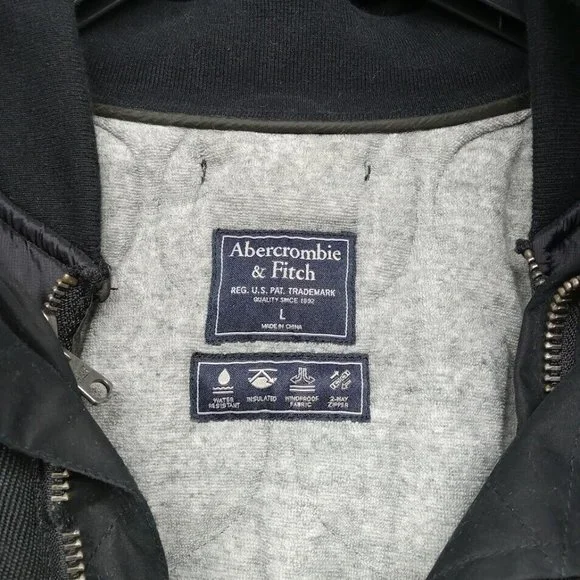 Abercrombie
& Fitch
REG. U.S. PAT. TRADEMARK
QUALITY SINCE 1892
L
MADE IN CHINA
WATER RESISTANT
INSULATED
WINDPROOF FABRIC
2-WAY ZIPPER